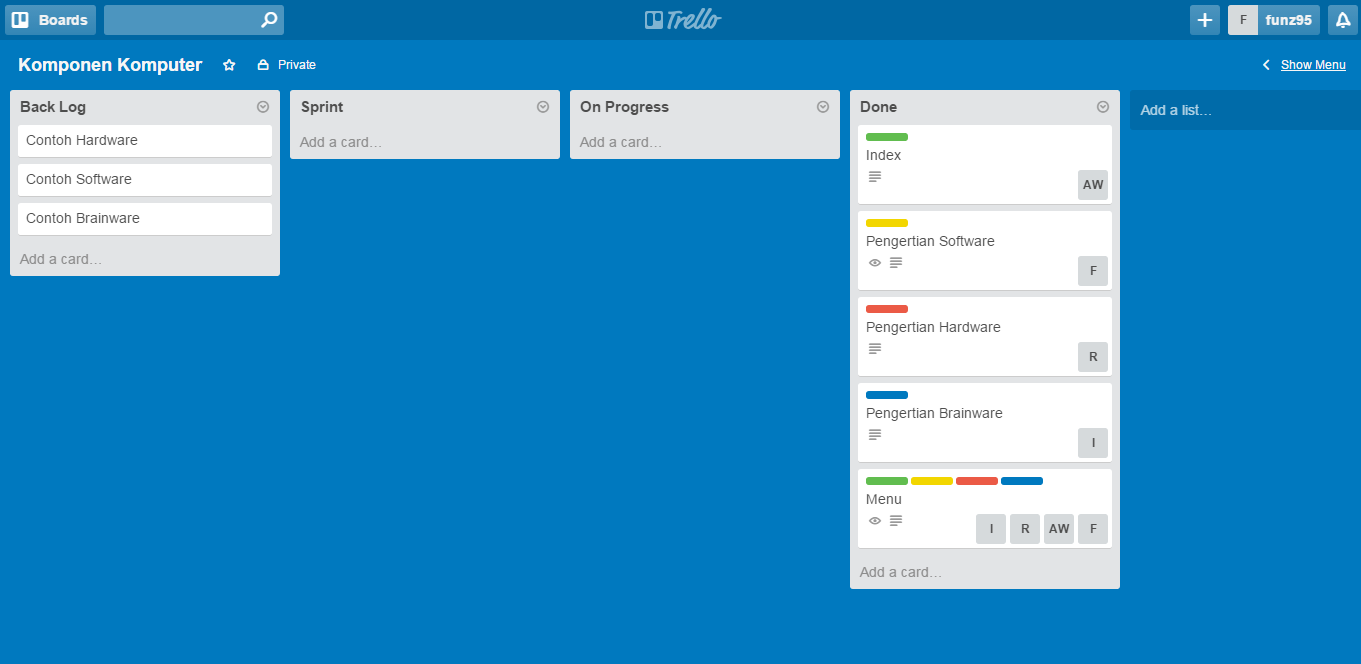 Boards
Trello
F
funz95
Komponen Komputer
Private
Show Menu
Back Log
Contoh Hardware
Contoh Software
Contoh Brainware
Add a card…
Sprint
Add a card…
On Progress
Add a card…
Done
Index
AW
Pengertian Software
F
Pengertian Hardware
R
Pengertian Brainware
I
Menu
I R AW F
Add a card…
Add a list…